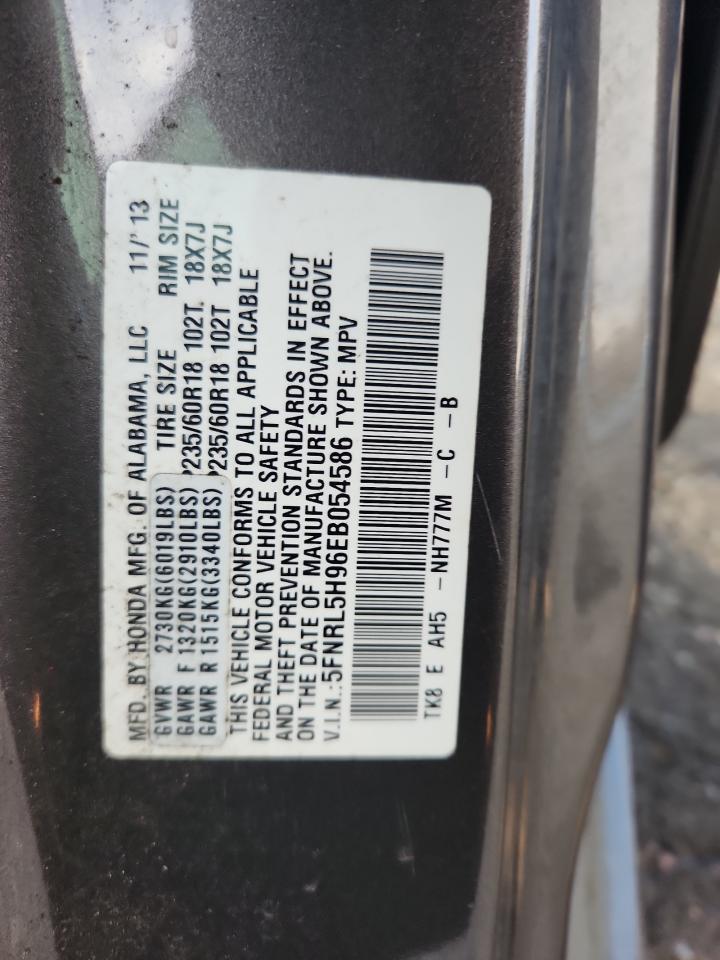 MFD. BY HONDA MFG. OF ALABAMA, LLC 11/ 13
GVWR 2730KG(6019LBS) TIRE SIZE RIM SIZE
GAWR F 1320KG(2910LBS) P235/60R18 102T 18X7J
GAWR R 1515KG(3340LBS) P235/60R18 102T 18X7J
THIS VEHICLE CONFORMS TO ALL APPLICABLE
FEDERAL MOTOR VEHICLE SAFETY
AND THEFT PREVENTION STANDARDS IN EFFECT
ON THE DATE OF MANUFACTURE SHOWN ABOVE.
V.I.N.:5FNRL5H96EB054586 TYPE: MPV
TK8 E AH5 -NH777M -C -B